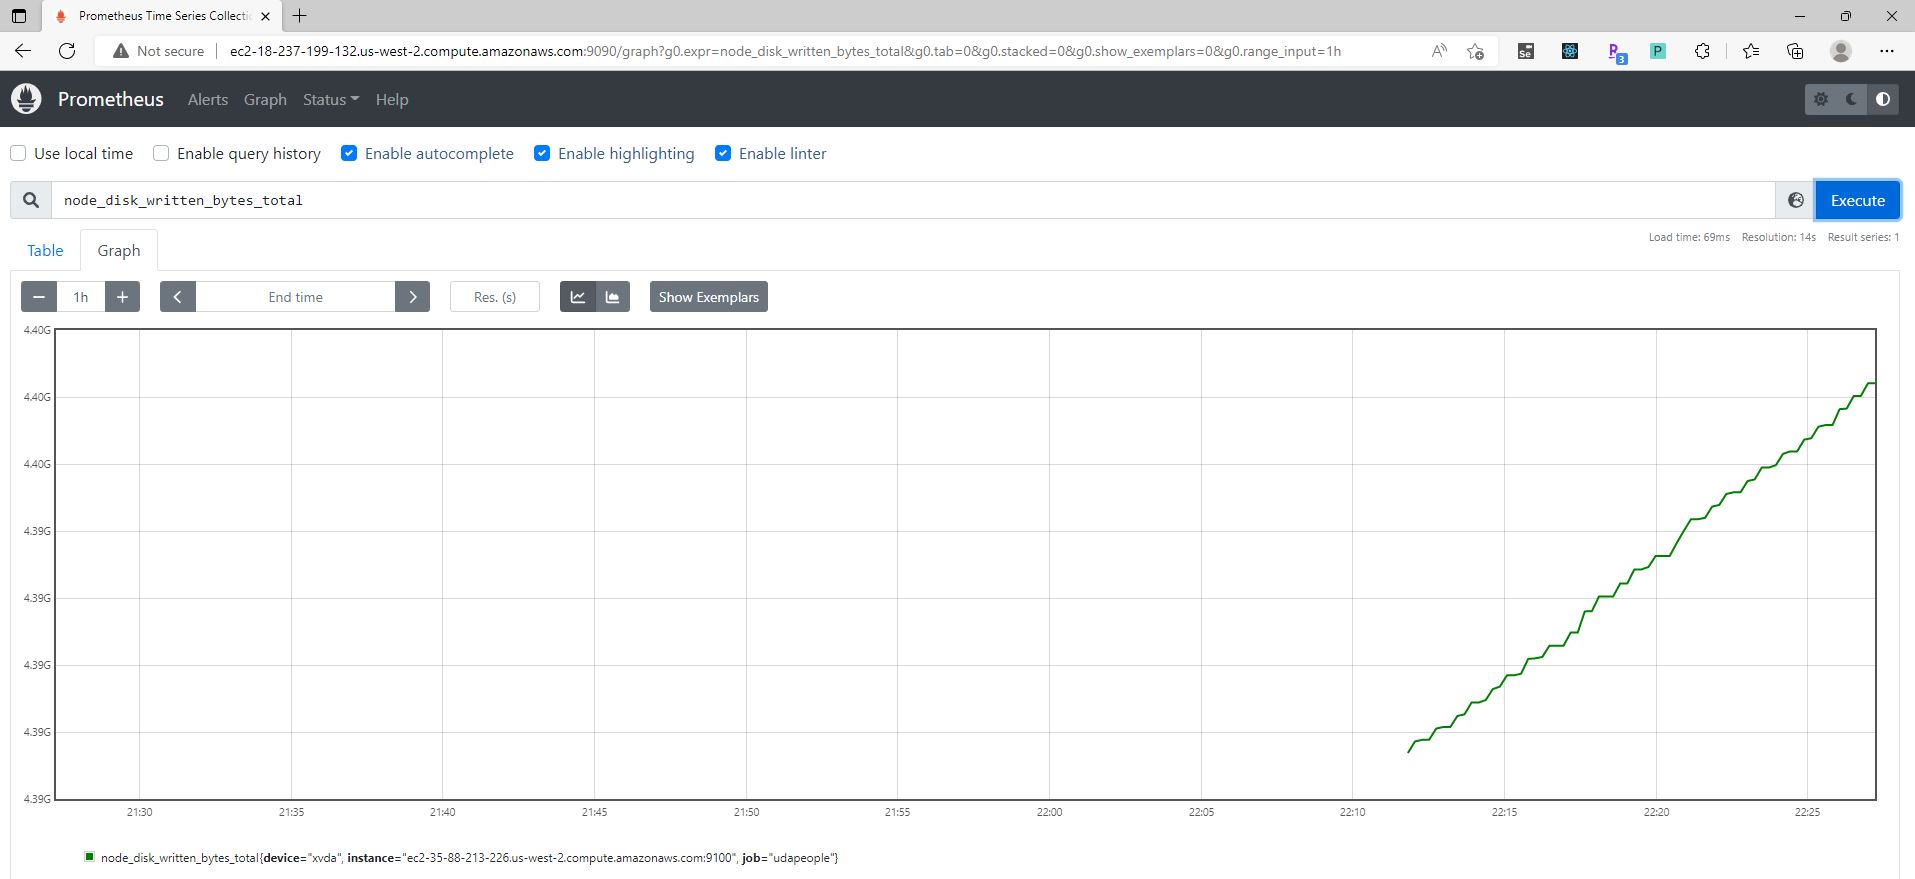 Prometheus Time Series Collectio
Not secure ec2-18-237-199-132.us-west-2.compute.amazonaws.com:9090/graph?g0.expr=node_disk_written_bytes_total&g0.tab=0&g0.stacked=0&g0.show_exemplars=0&g0.range_input=1h
Se 3 P
Prometheus Alerts Graph Status Help
Use local time Enable query history Enable autocomplete Enable highlighting Enable linter
node_disk_written_bytes_total Execute
Table Graph Load time: 69ms Resolution: 14s Result series: 1
1h End time Res. (s) Show Exemplars
4.40G
4.40G
4.40G
4.39G
4.39G
4.39G
4.39G
4.39G
21:30 21:35 21:40 21:45 21:50 21:55 22:00 22:05 22:10 22:15 22:20 22:25
node_disk_written_bytes_total{device="xvda", instance="ec2-35-88-213-226.us-west-2.compute.amazonaws.com:9100", job="udapeople"}